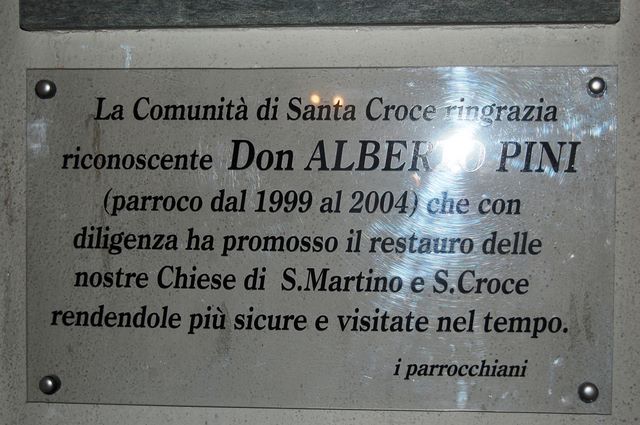 La Comunità di Santa Croce ringrazia
riconoscente Don ALBERTO PINI
(parroco dal 1999 al 2004) che con
diligenza ha promosso il restauro delle
nostre Chiese di S.Martino e S.Croce
rendendole più sicure e visitate nel tempo.
i parrocchiani